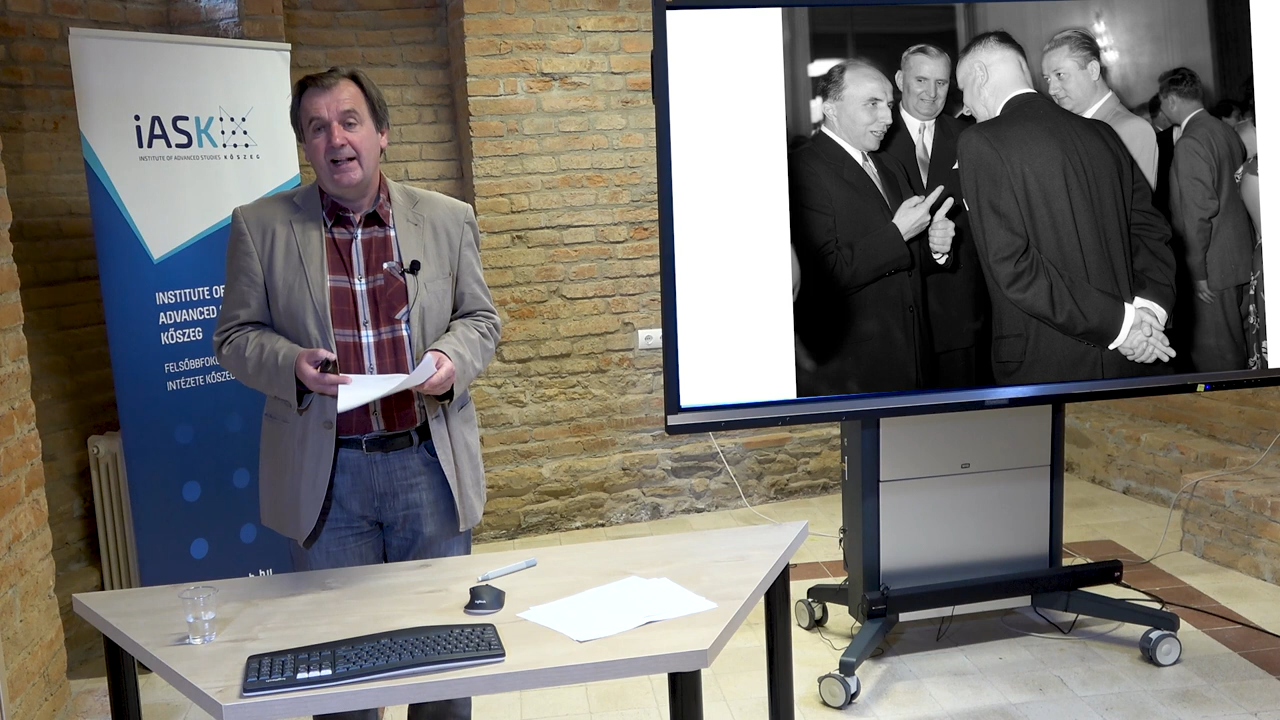 iASK
INSTITUTE OF ADVANCED STUDIES KŐSZEG
INSTITUTE OF
ADVANCED
KŐSZEG
FELSŐBBFOKÚ
INTÉZETE KŐSZEG